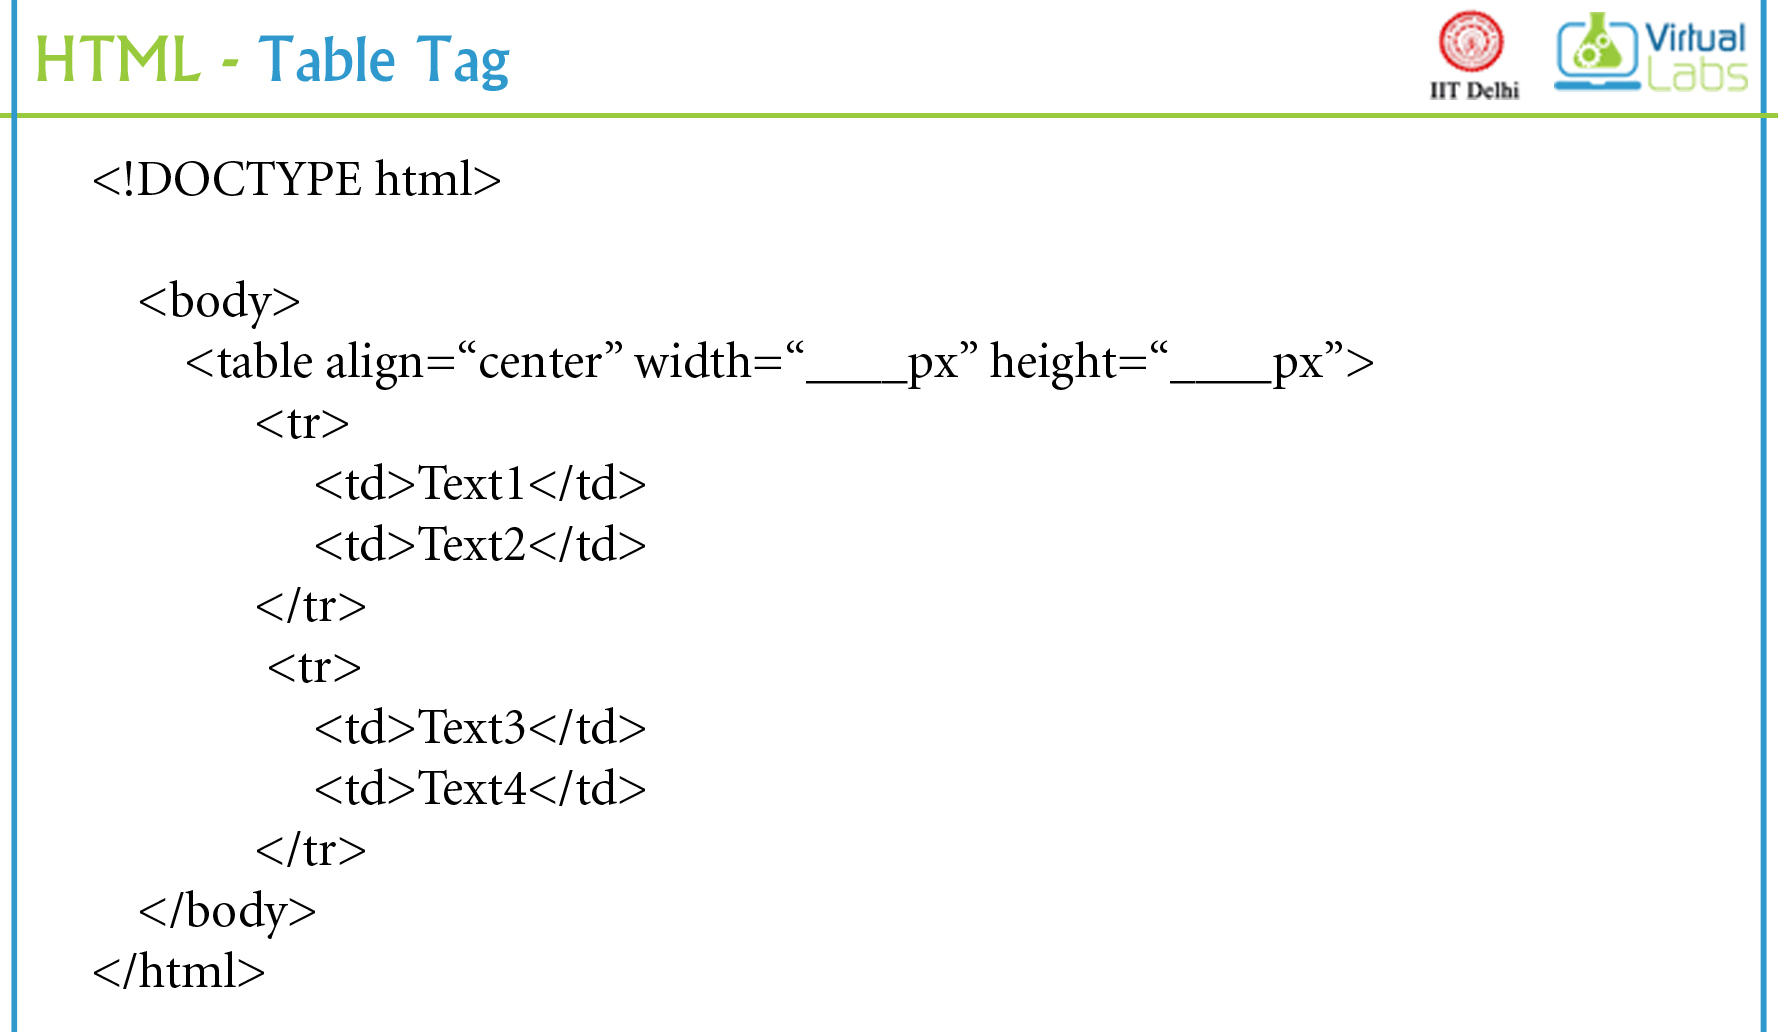 HTML - Table Tag
IIT Delhi
Virtual
Labs
<!DOCTYPE html>
<body>
<table align=“center” width=“____px” height=“____px”>
<tr>
<td>Text1</td>
<td>Text2</td>
</tr>
<tr>
<td>Text3</td>
<td>Text4</td>
</tr>
</body>
</html>